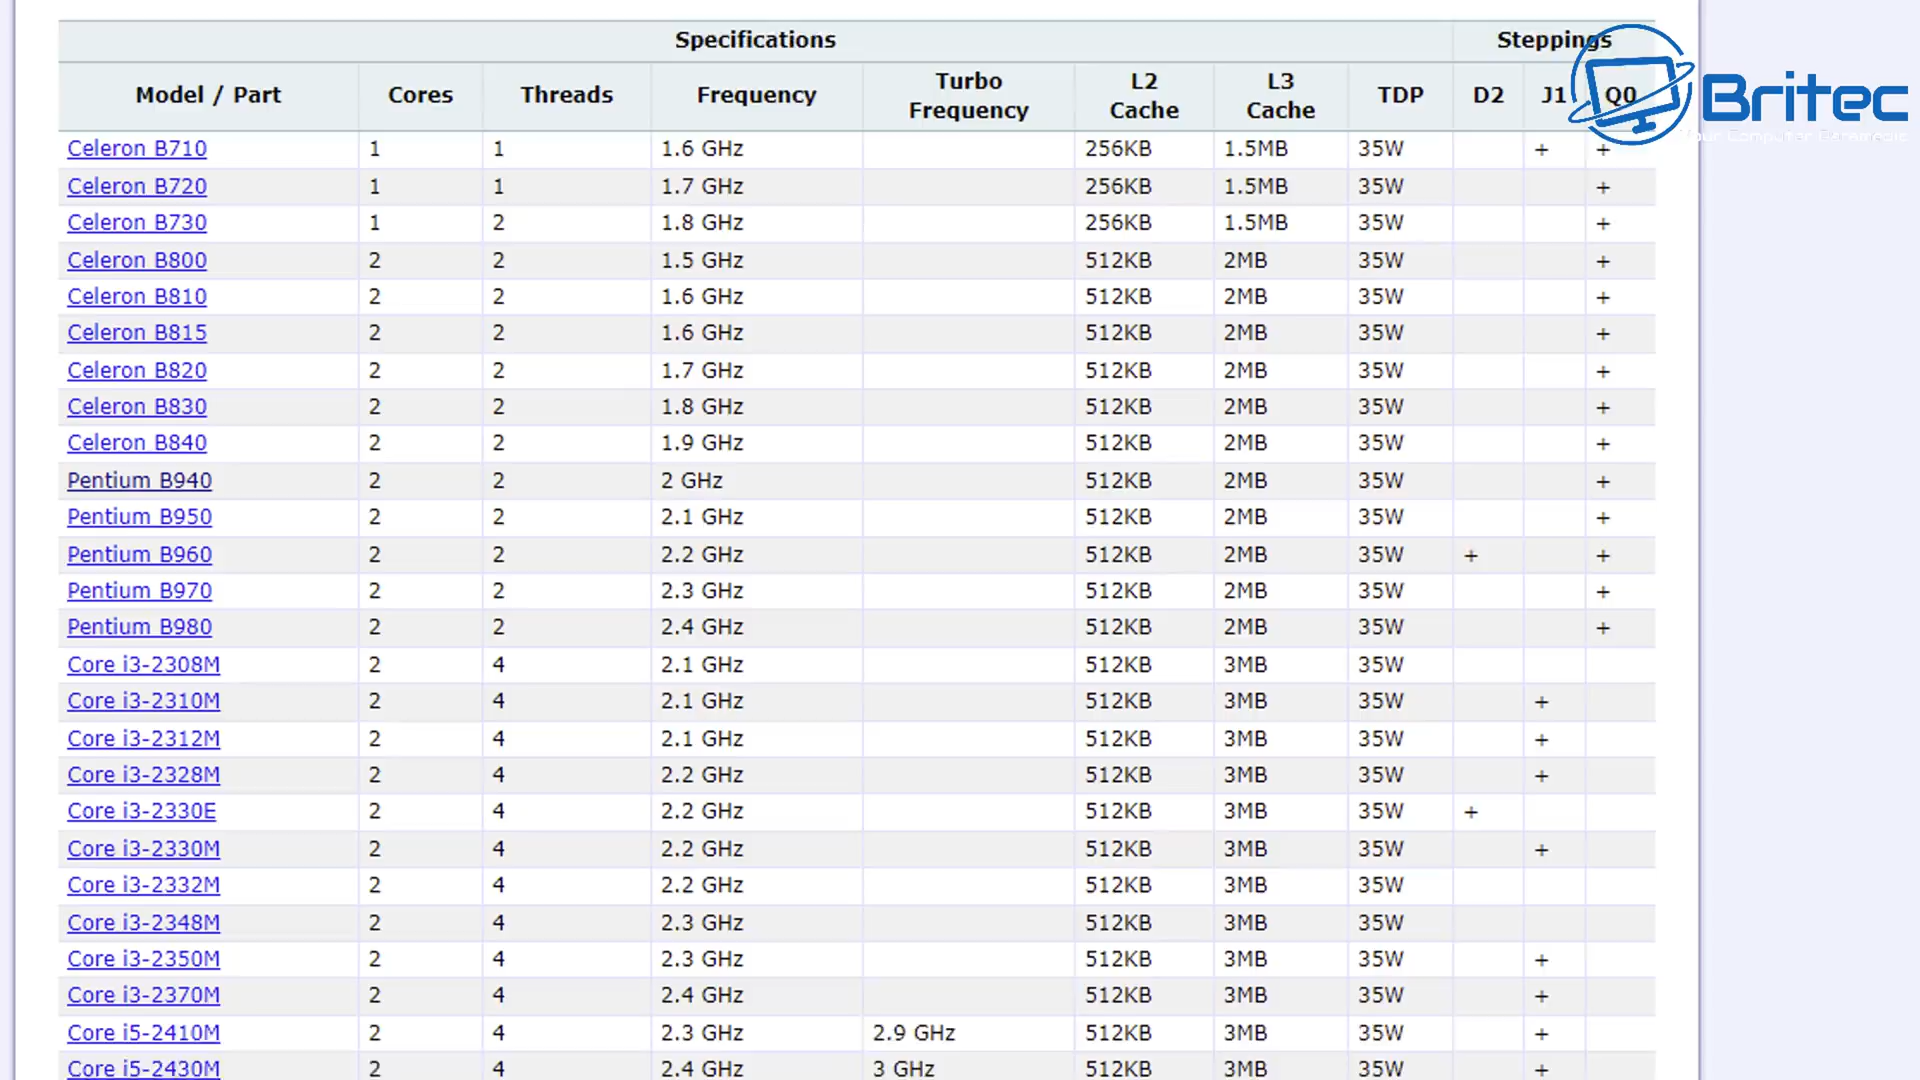 Specifications Steppings
Model / Part Cores Threads Frequency Turbo Frequency L2 Cache L3 Cache TDP D2 J1 Q0
Celeron B710 1 1 1.6 GHz 256KB 1.5MB 35W + +
Celeron B720 1 1 1.7 GHz 256KB 1.5MB 35W +
Celeron B730 1 2 1.8 GHz 256KB 1.5MB 35W +
Celeron B800 2 2 1.5 GHz 512KB 2MB 35W +
Celeron B810 2 2 1.6 GHz 512KB 2MB 35W +
Celeron B815 2 2 1.6 GHz 512KB 2MB 35W +
Celeron B820 2 2 1.7 GHz 512KB 2MB 35W +
Celeron B830 2 2 1.8 GHz 512KB 2MB 35W +
Celeron B840 2 2 1.9 GHz 512KB 2MB 35W +
Pentium B940 2 2 2 GHz 512KB 2MB 35W +
Pentium B950 2 2 2.1 GHz 512KB 2MB 35W +
Pentium B960 2 2 2.2 GHz 512KB 2MB 35W + +
Pentium B970 2 2 2.3 GHz 512KB 2MB 35W +
Pentium B980 2 2 2.4 GHz 512KB 2MB 35W +
Core i3-2308M 2 4 2.1 GHz 512KB 3MB 35W
Core i3-2310M 2 4 2.1 GHz 512KB 3MB 35W +
Core i3-2312M 2 4 2.1 GHz 512KB 3MB 35W +
Core i3-2328M 2 4 2.2 GHz 512KB 3MB 35W +
Core i3-2330E 2 4 2.2 GHz 512KB 3MB 35W +
Core i3-2330M 2 4 2.2 GHz 512KB 3MB 35W +
Core i3-2332M 2 4 2.2 GHz 512KB 3MB 35W
Core i3-2348M 2 4 2.3 GHz 512KB 3MB 35W
Core i3-2350M 2 4 2.3 GHz 512KB 3MB 35W +
Core i3-2370M 2 4 2.4 GHz 512KB 3MB 35W +
Core i5-2410M 2 4 2.3 GHz 2.9 GHz 512KB 3MB 35W +
Core i5-2430M 2 4 2.4 GHz 3 GHz 512KB 3MB 35W +
Britec
Your Computer